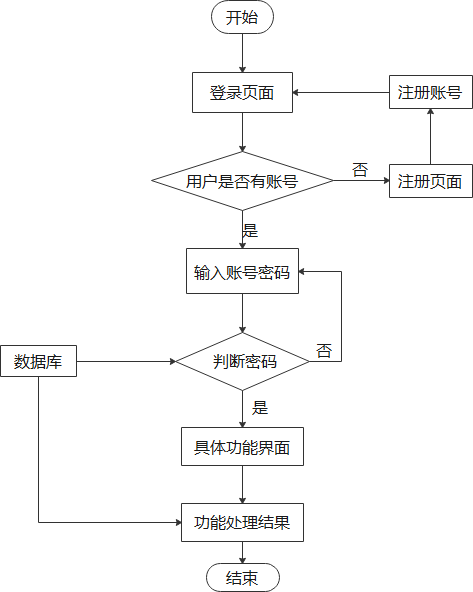 开始
登录页面
注册账号
用户是否有账号
否
注册页面
是
输入账号密码
数据库
判断密码
否
是
具体功能界面
功能处理结果
结束